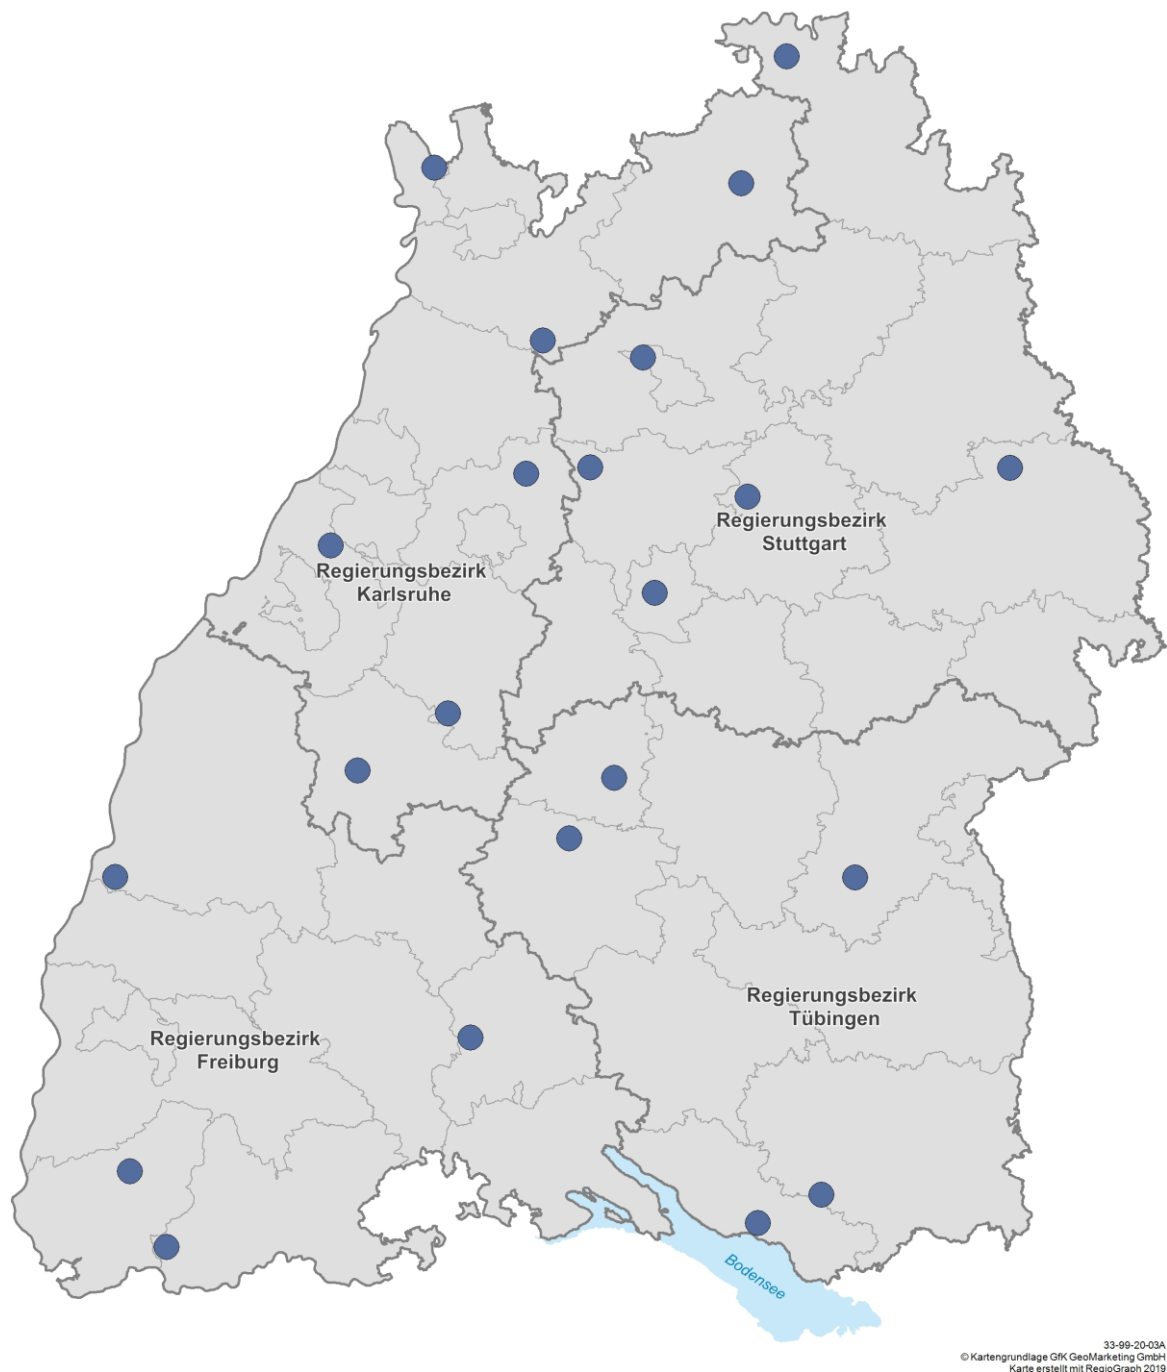 Regierungsbezirk
Stuttgart
Regierungsbezirk
Karlsruhe
Regierungsbezirk
Tübingen
Regierungsbezirk
Freiburg
Bodensee
33-99-20-03A
© Kartengrundlage GfK GeoMarketing GmbH
Karte erstellt mit RegioGraph 2019